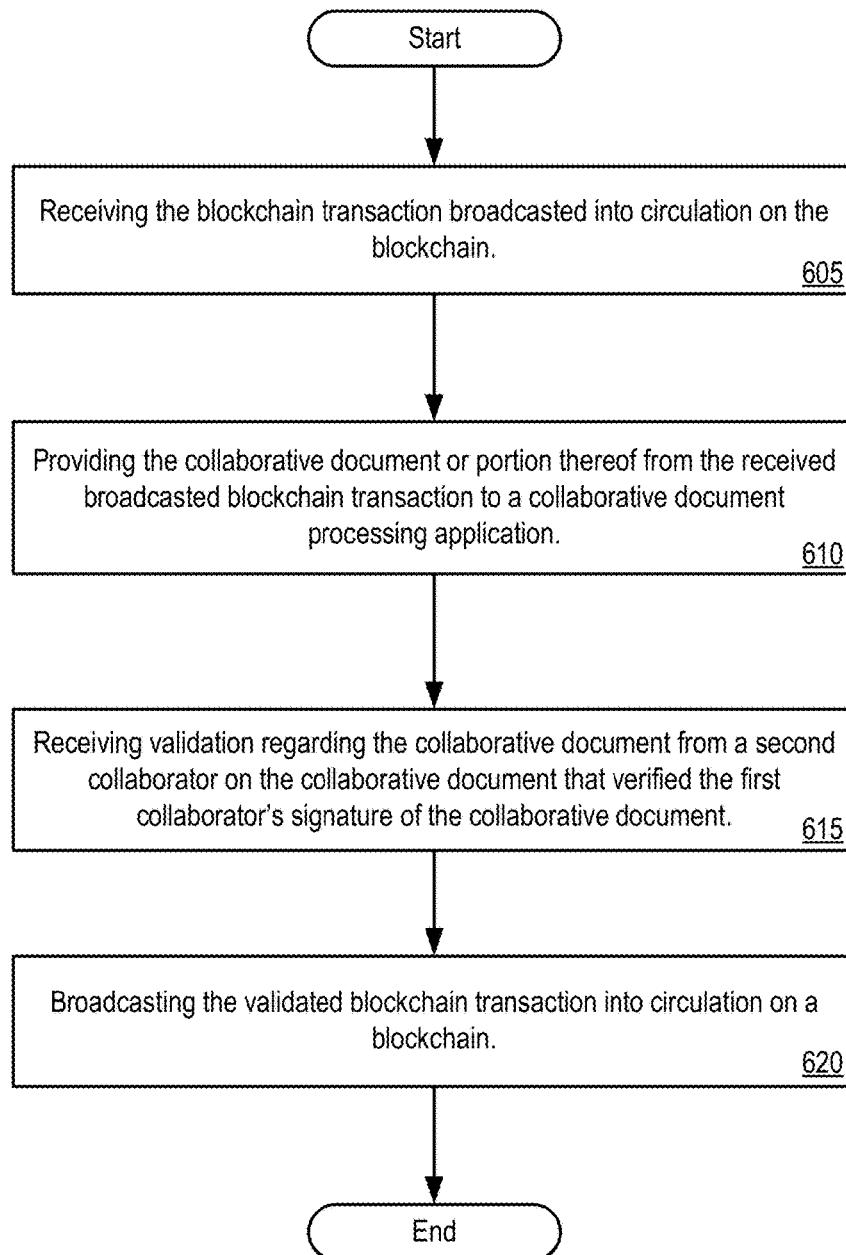 Start
Receiving the blockchain transaction broadcasted into circulation on the
blockchain.
605
Providing the collaborative document or portion thereof from the received
broadcasted blockchain transaction to a collaborative document
processing application.
610
Receiving validation regarding the collaborative document from a second
collaborator on the collaborative document that verified the first
collaborator's signature of the collaborative document.
615
Broadcasting the validated blockchain transaction into circulation on a
blockchain.
620
End